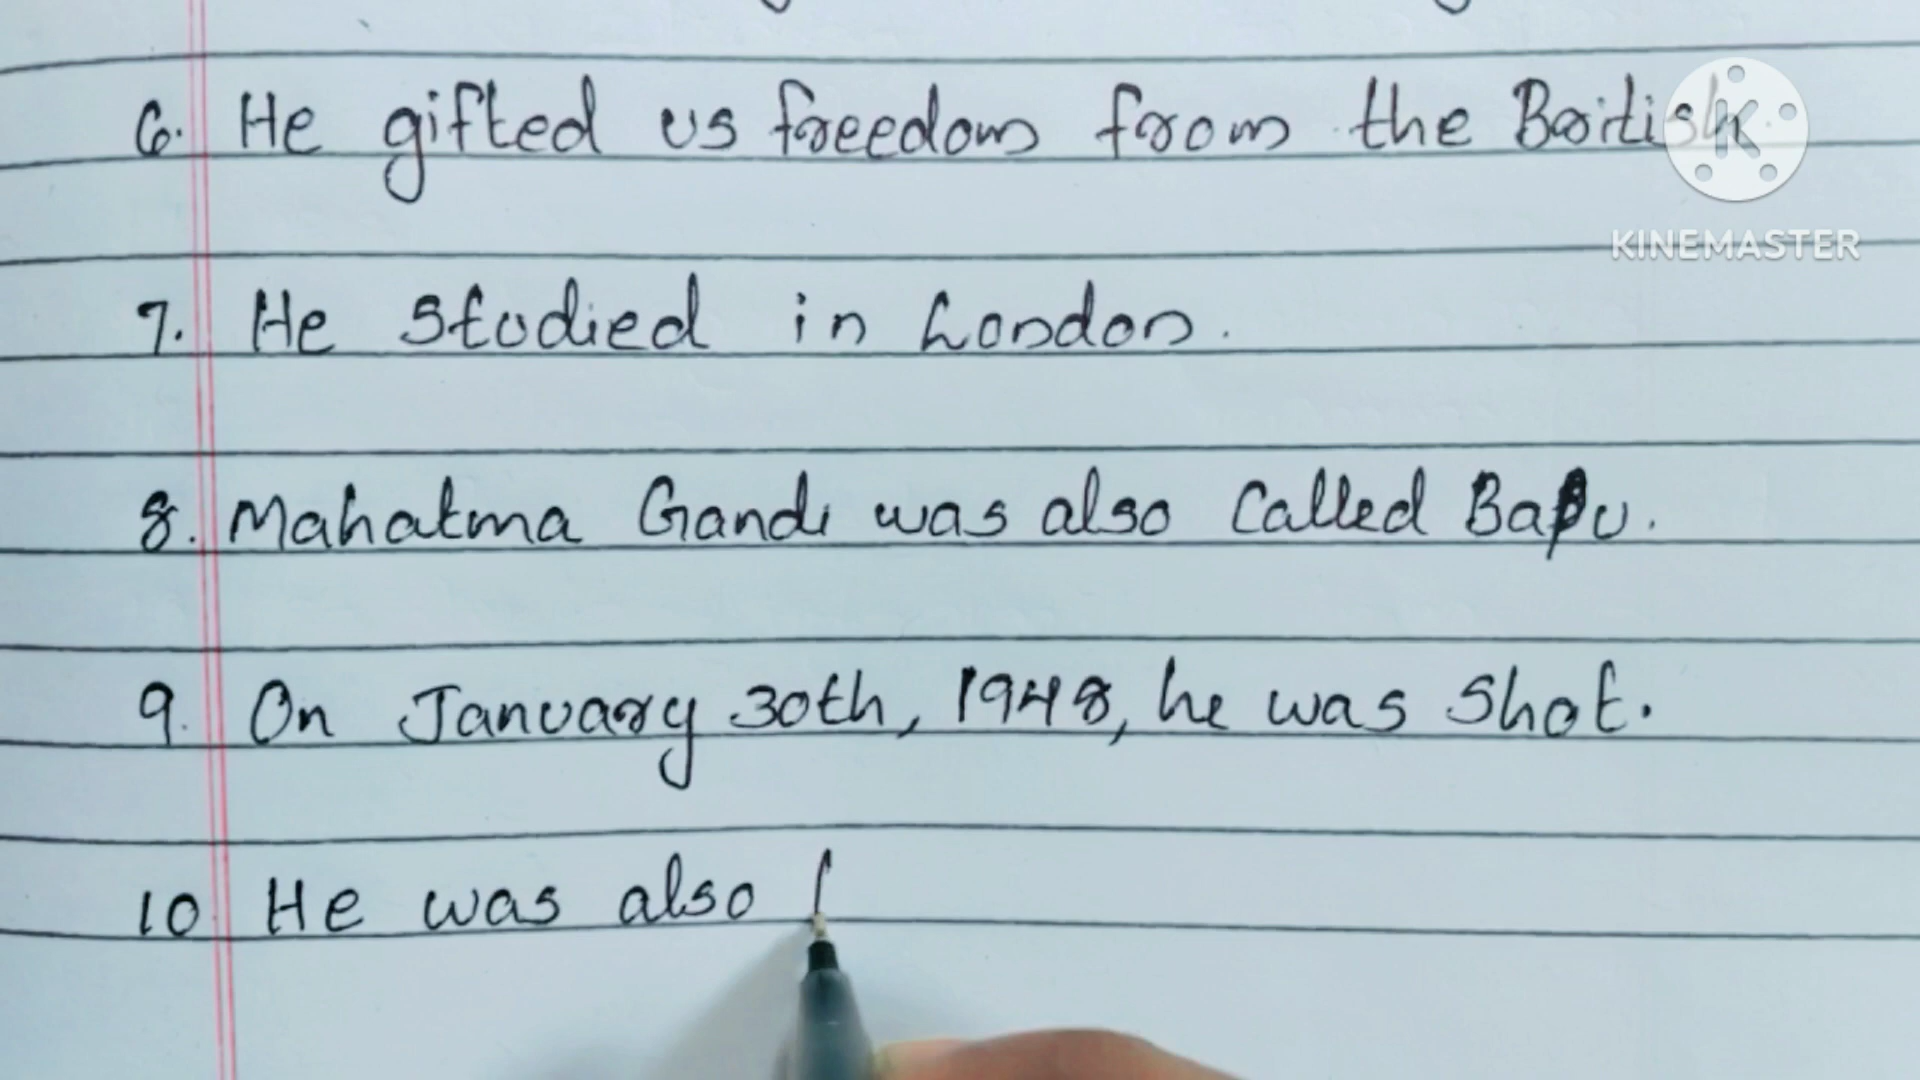 6. He gifted us freedom from the British.
KINEMASTER
7. He studied in London.
8. Mahatma Gandi was also Called Bapu.
9. On January 30th, 1948, he was Shot.
10 He was also